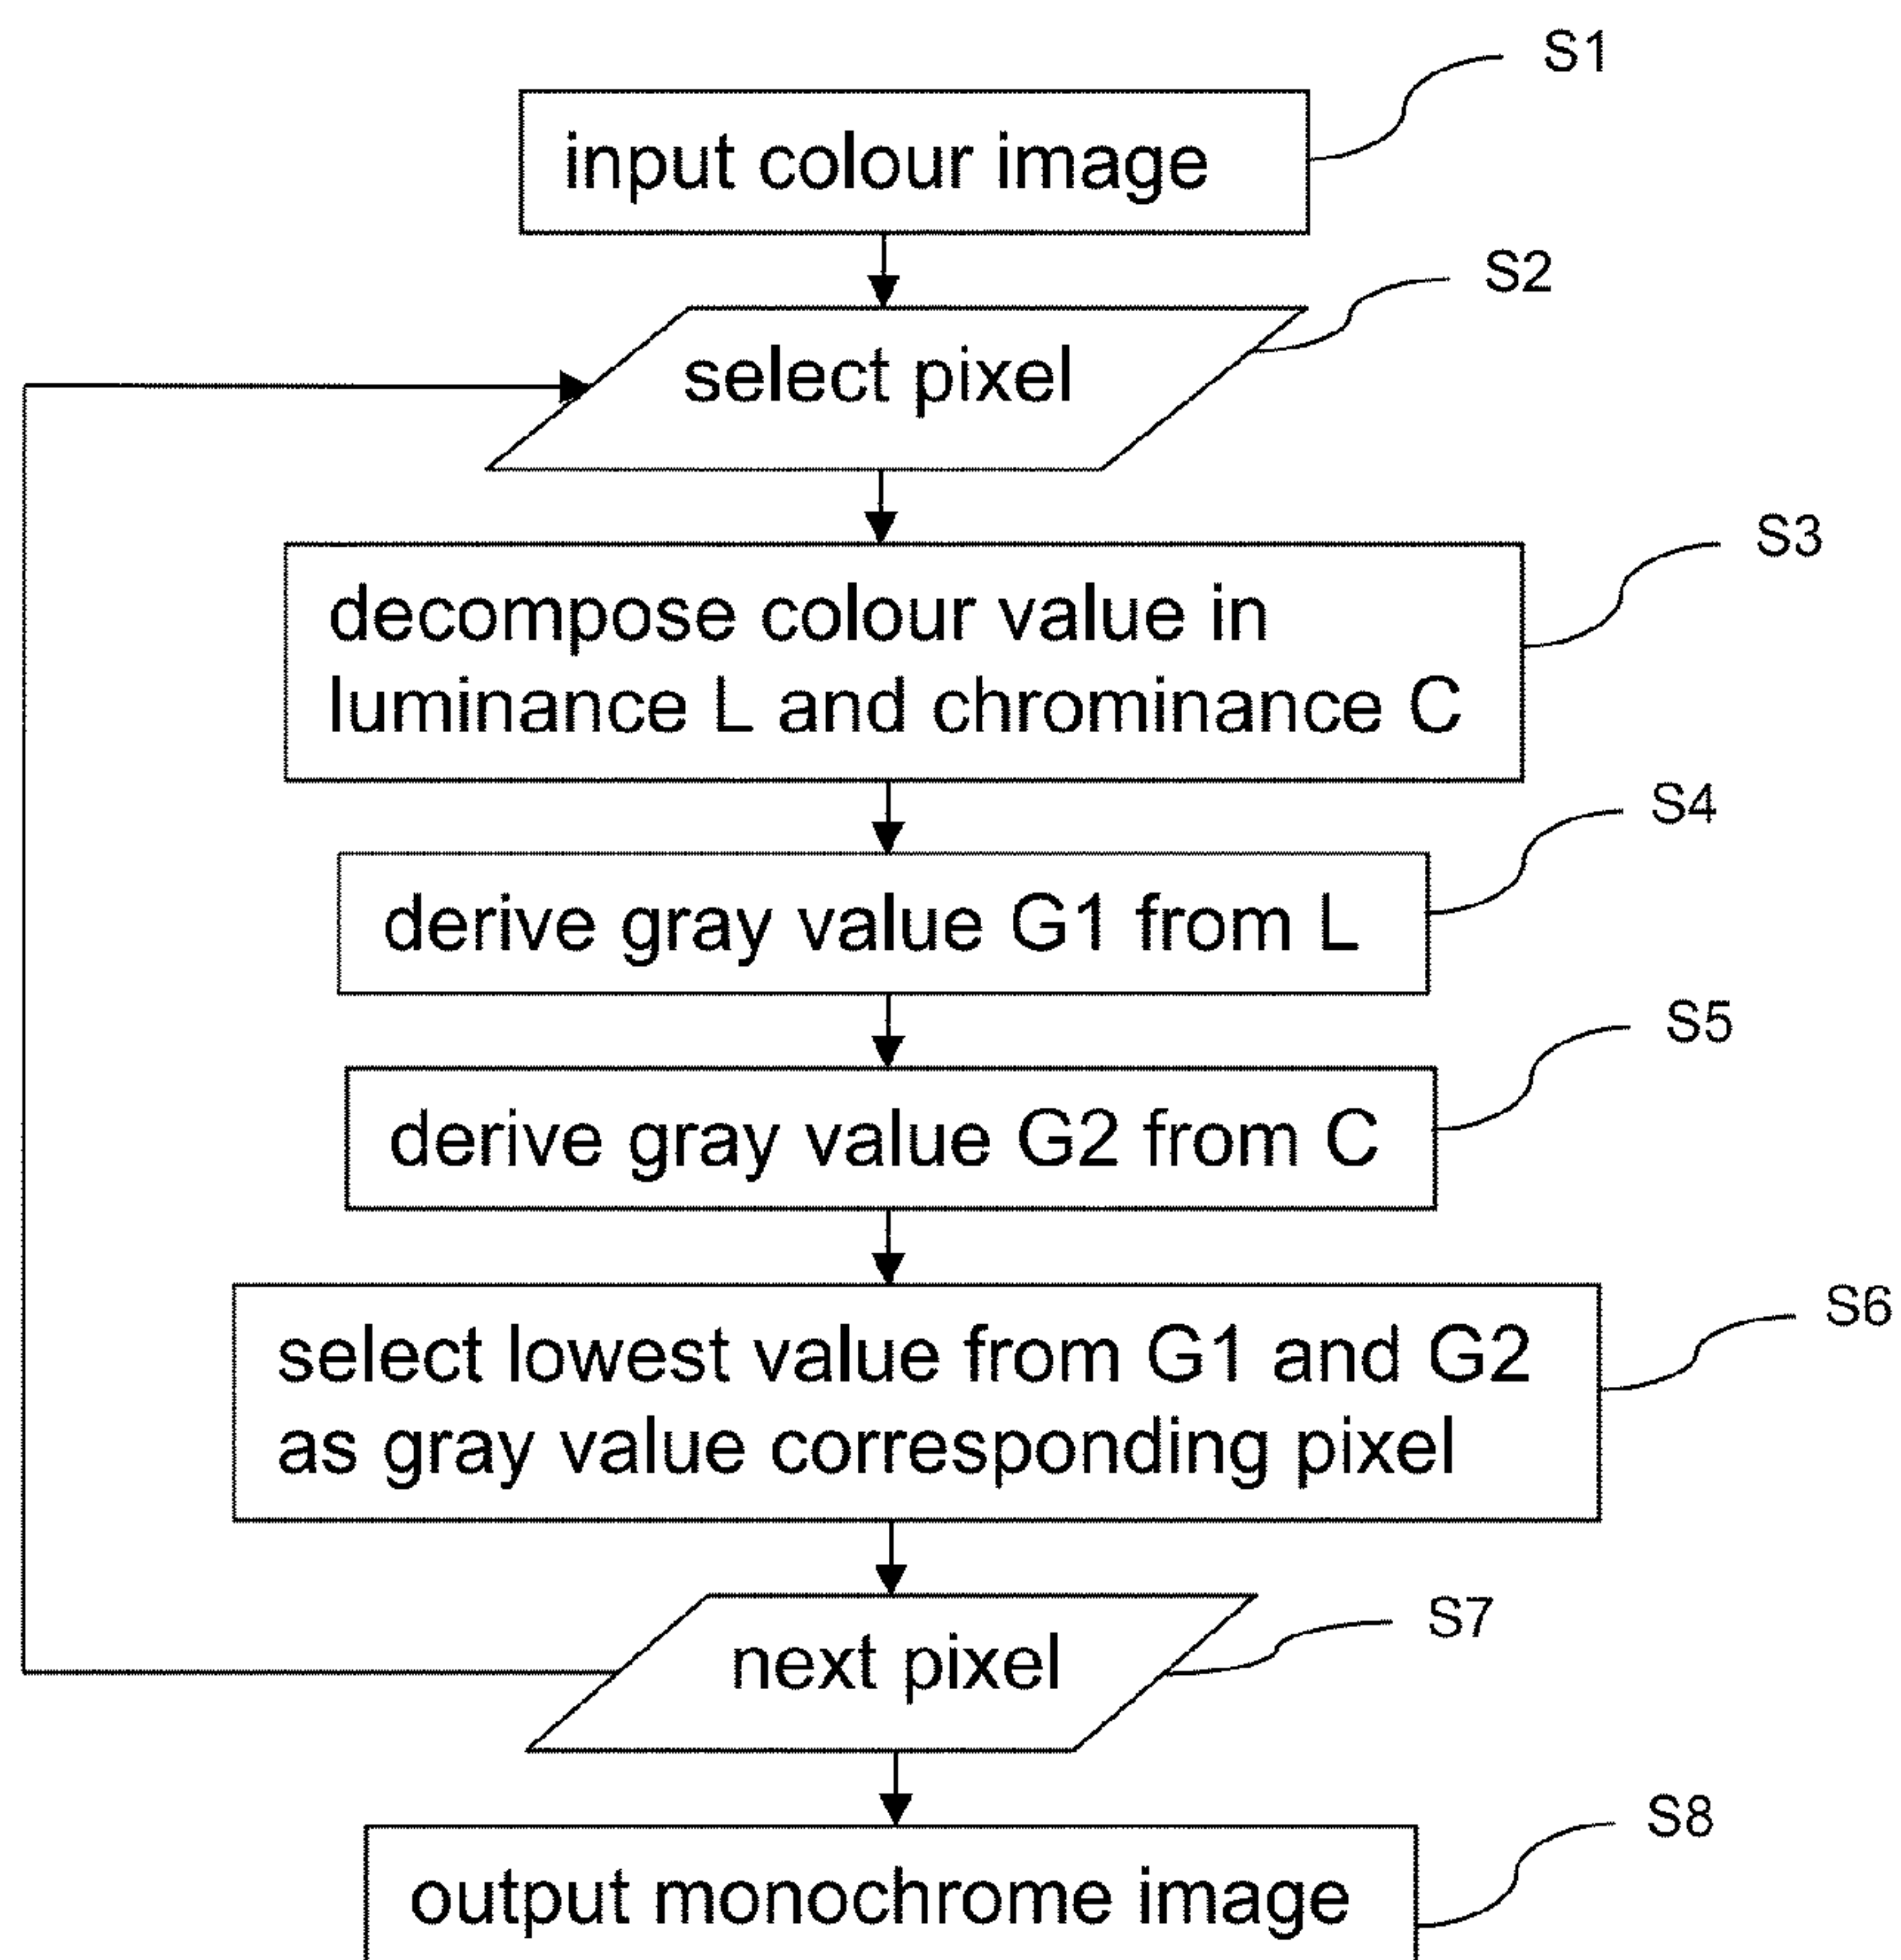 S1
input colour image
S2
select pixel
S3
decompose colour value in
luminance L and chrominance C
S4
derive gray value G1 from L
S5
derive gray value G2 from C
S6
select lowest value from G1 and G2
as gray value corresponding pixel
S7
next pixel
S8
output monochrome image